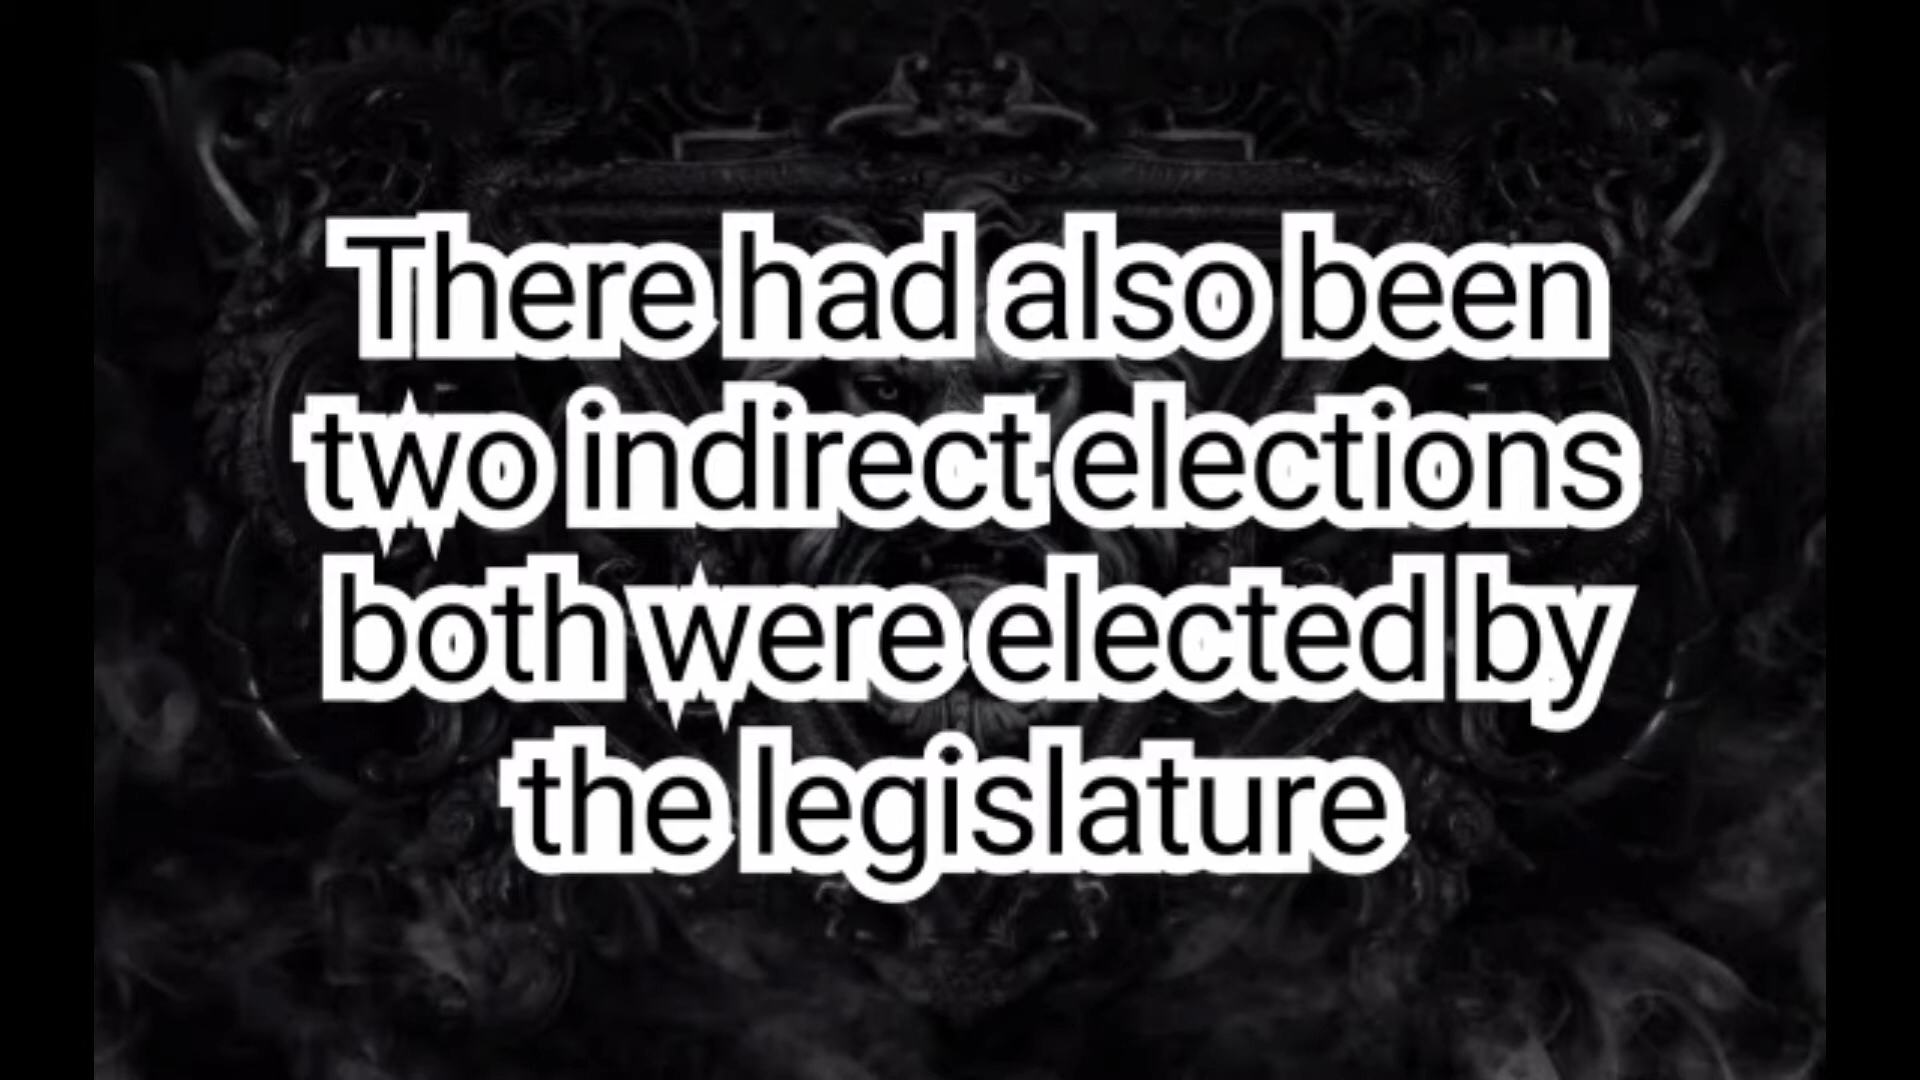 There had also been
two indirect elections
both were elected by
the legislature